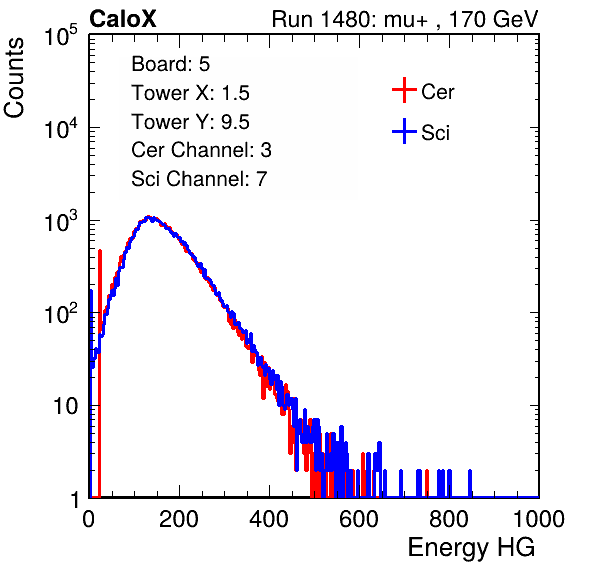 CaloX Run 1480: mu+ , 170 GeV
Counts
Board: 5
Tower X: 1.5
Tower Y: 9.5
Cer Channel: 3
Sci Channel: 7
Cer
Sci
10^5
10^4
10^3
10^2
10
1
0 200 400 600 800 1000
Energy HG